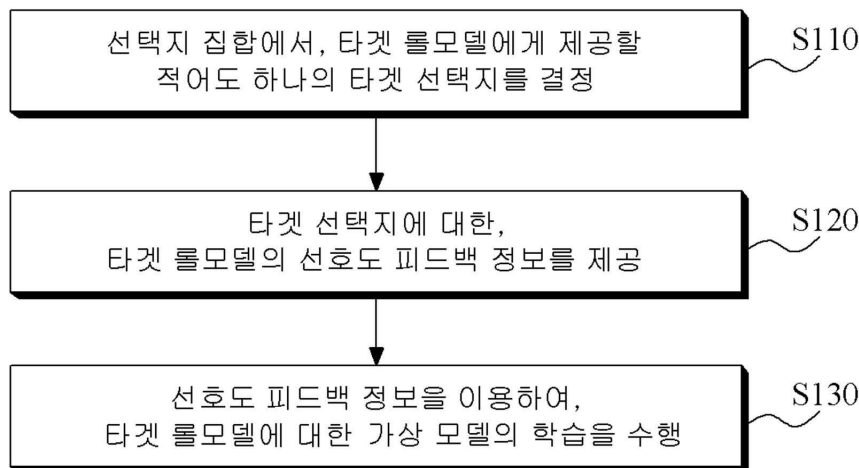 선택지 집합에서, 타겟 롤모델에게 제공할
적어도 하나의 타겟 선택지를 결정
S110
타겟 선택지에 대한,
타겟 롤모델의 선호도 피드백 정보를 제공
S120
선호도 피드백 정보을 이용하여,
타겟 롤모델에 대한 가상 모델의 학습을 수행
S130